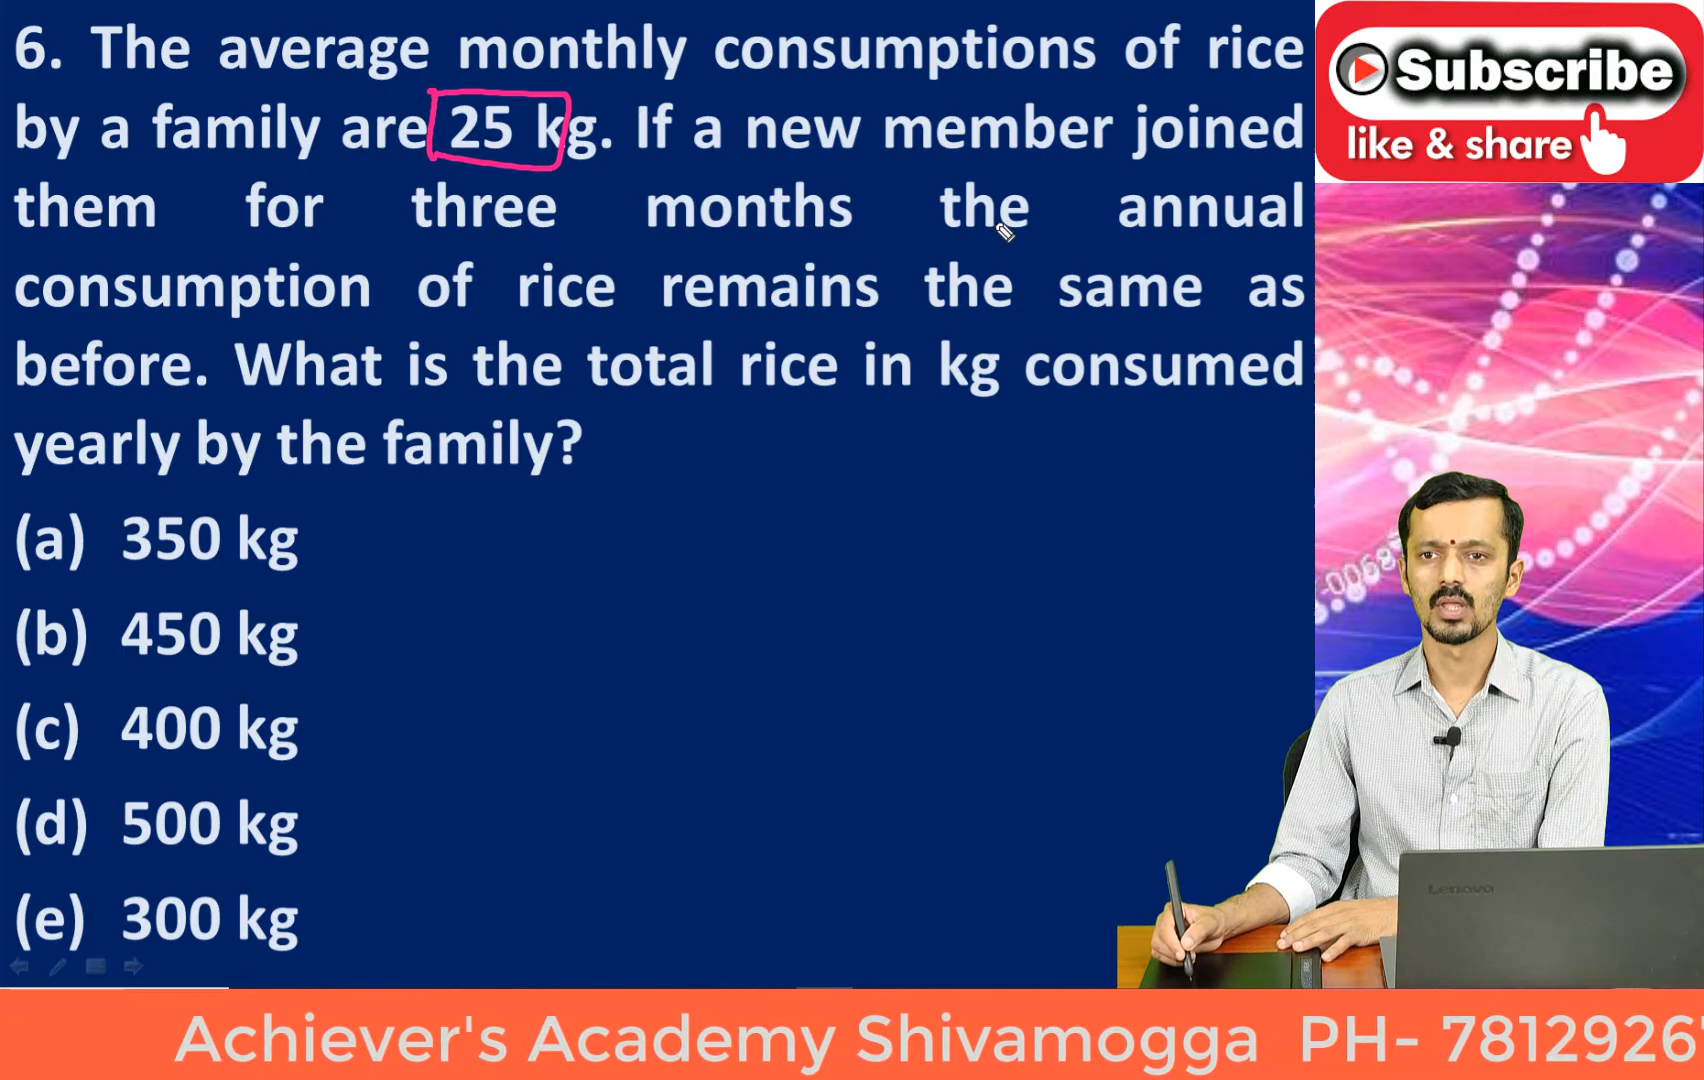 6. The average monthly consumptions of rice
by a family are 25 kg. If a new member joined
them for three months the annual
consumption of rice remains the same as
before. What is the total rice in kg consumed
yearly by the family?
(a) 350 kg
(b) 450 kg
(c) 400 kg
(d) 500 kg
(e) 300 kg
Subscribe
like & share
Lenovo
Achiever's Academy Shivamogga PH- 7812926